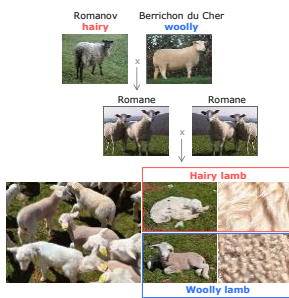 Romanov Berrichon du Cher
hairy woolly
x
Romane Romane
x
Hairy lamb
Woolly lamb